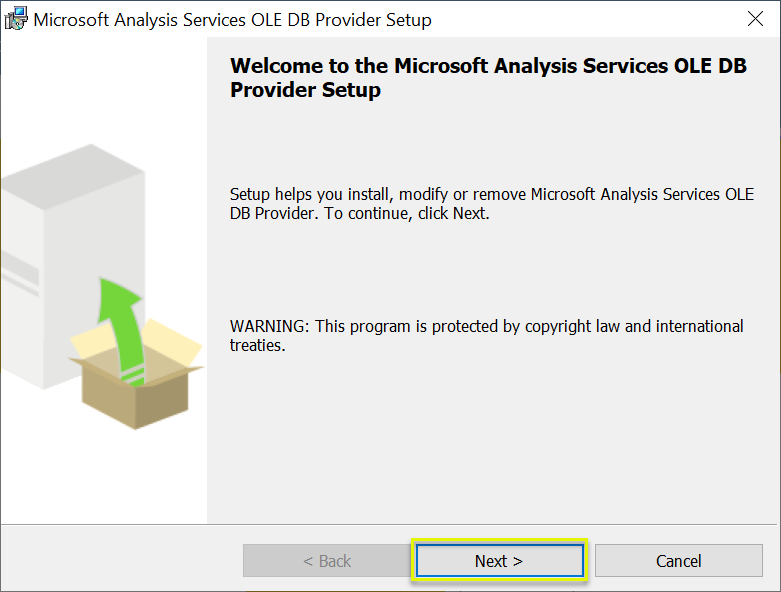 Microsoft Analysis Services OLE DB Provider Setup
Welcome to the Microsoft Analysis Services OLE DB
Provider Setup
Setup helps you install, modify or remove Microsoft Analysis Services OLE
DB Provider. To continue, click Next.
WARNING: This program is protected by copyright law and international
treaties.
< Back
Next >
Cancel